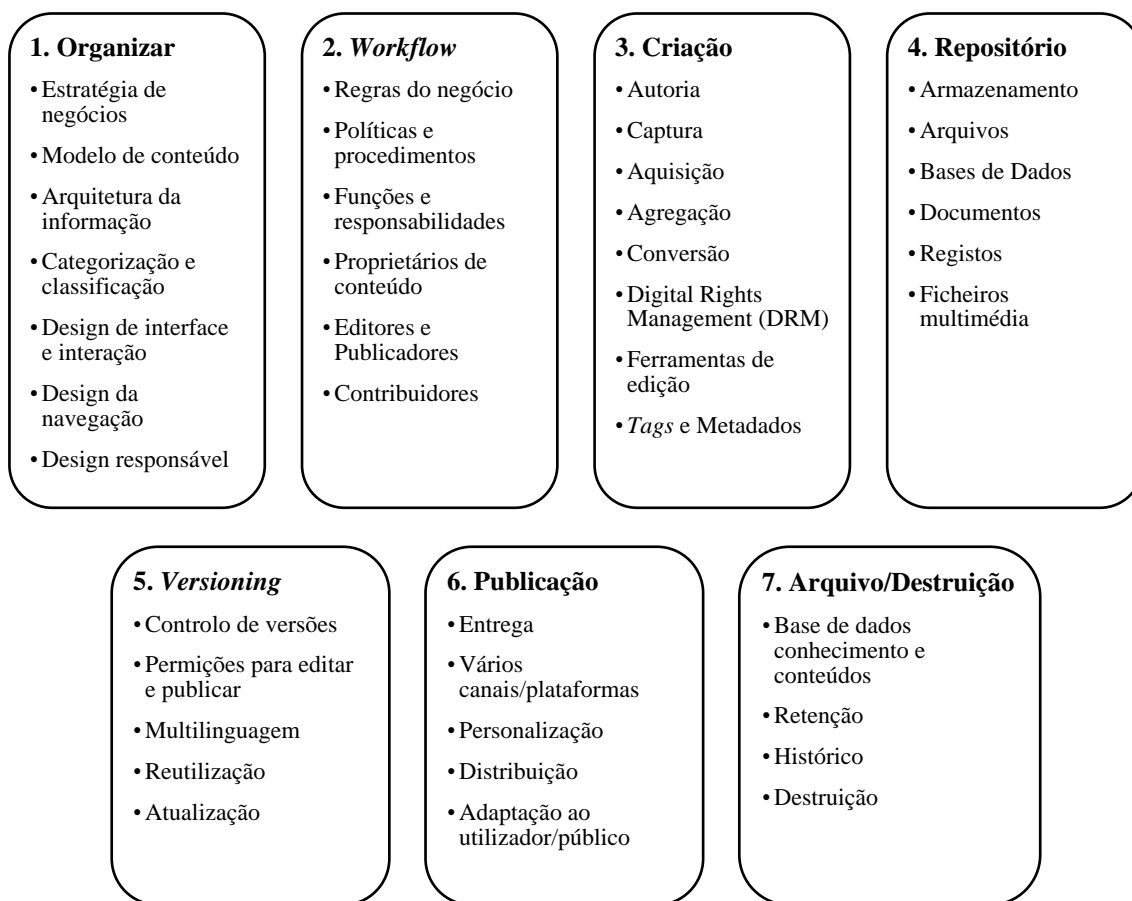 1. Organizar
• Estratégia de
negócios
• Modelo de conteúdo
• Arquitetura da
informação
• Categorização e
classificação
• Design de interface
e interação
• Design da
navegação
• Design responsável
2. Workflow
• Regras do negócio
• Políticas e
procedimentos
• Funções e
responsabilidades
• Proprietários de
conteúdo
• Editores e
Publicadores
• Contribuidores
3. Criação
• Autoria
• Captura
• Aquisição
• Agregação
• Conversão
• Digital Rights
Management (DRM)
• Ferramentas de
edição
• Tags e Metadados
4. Repositório
• Armazenamento
• Arquivos
• Bases de Dados
• Documentos
• Registos
• Ficheiros
multimédia
5. Versioning
• Controlo de versões
• Permições para editar
e publicar
• Multilinguagem
• Reutilização
• Atualização
6. Publicação
• Entrega
• Vários
canais/plataformas
• Personalização
• Distribuição
• Adaptação ao
utilizador/público
7. Arquivo/Destruição
• Base de dados
conhecimento e
conteúdos
• Retenção
• Histórico
• Destruição